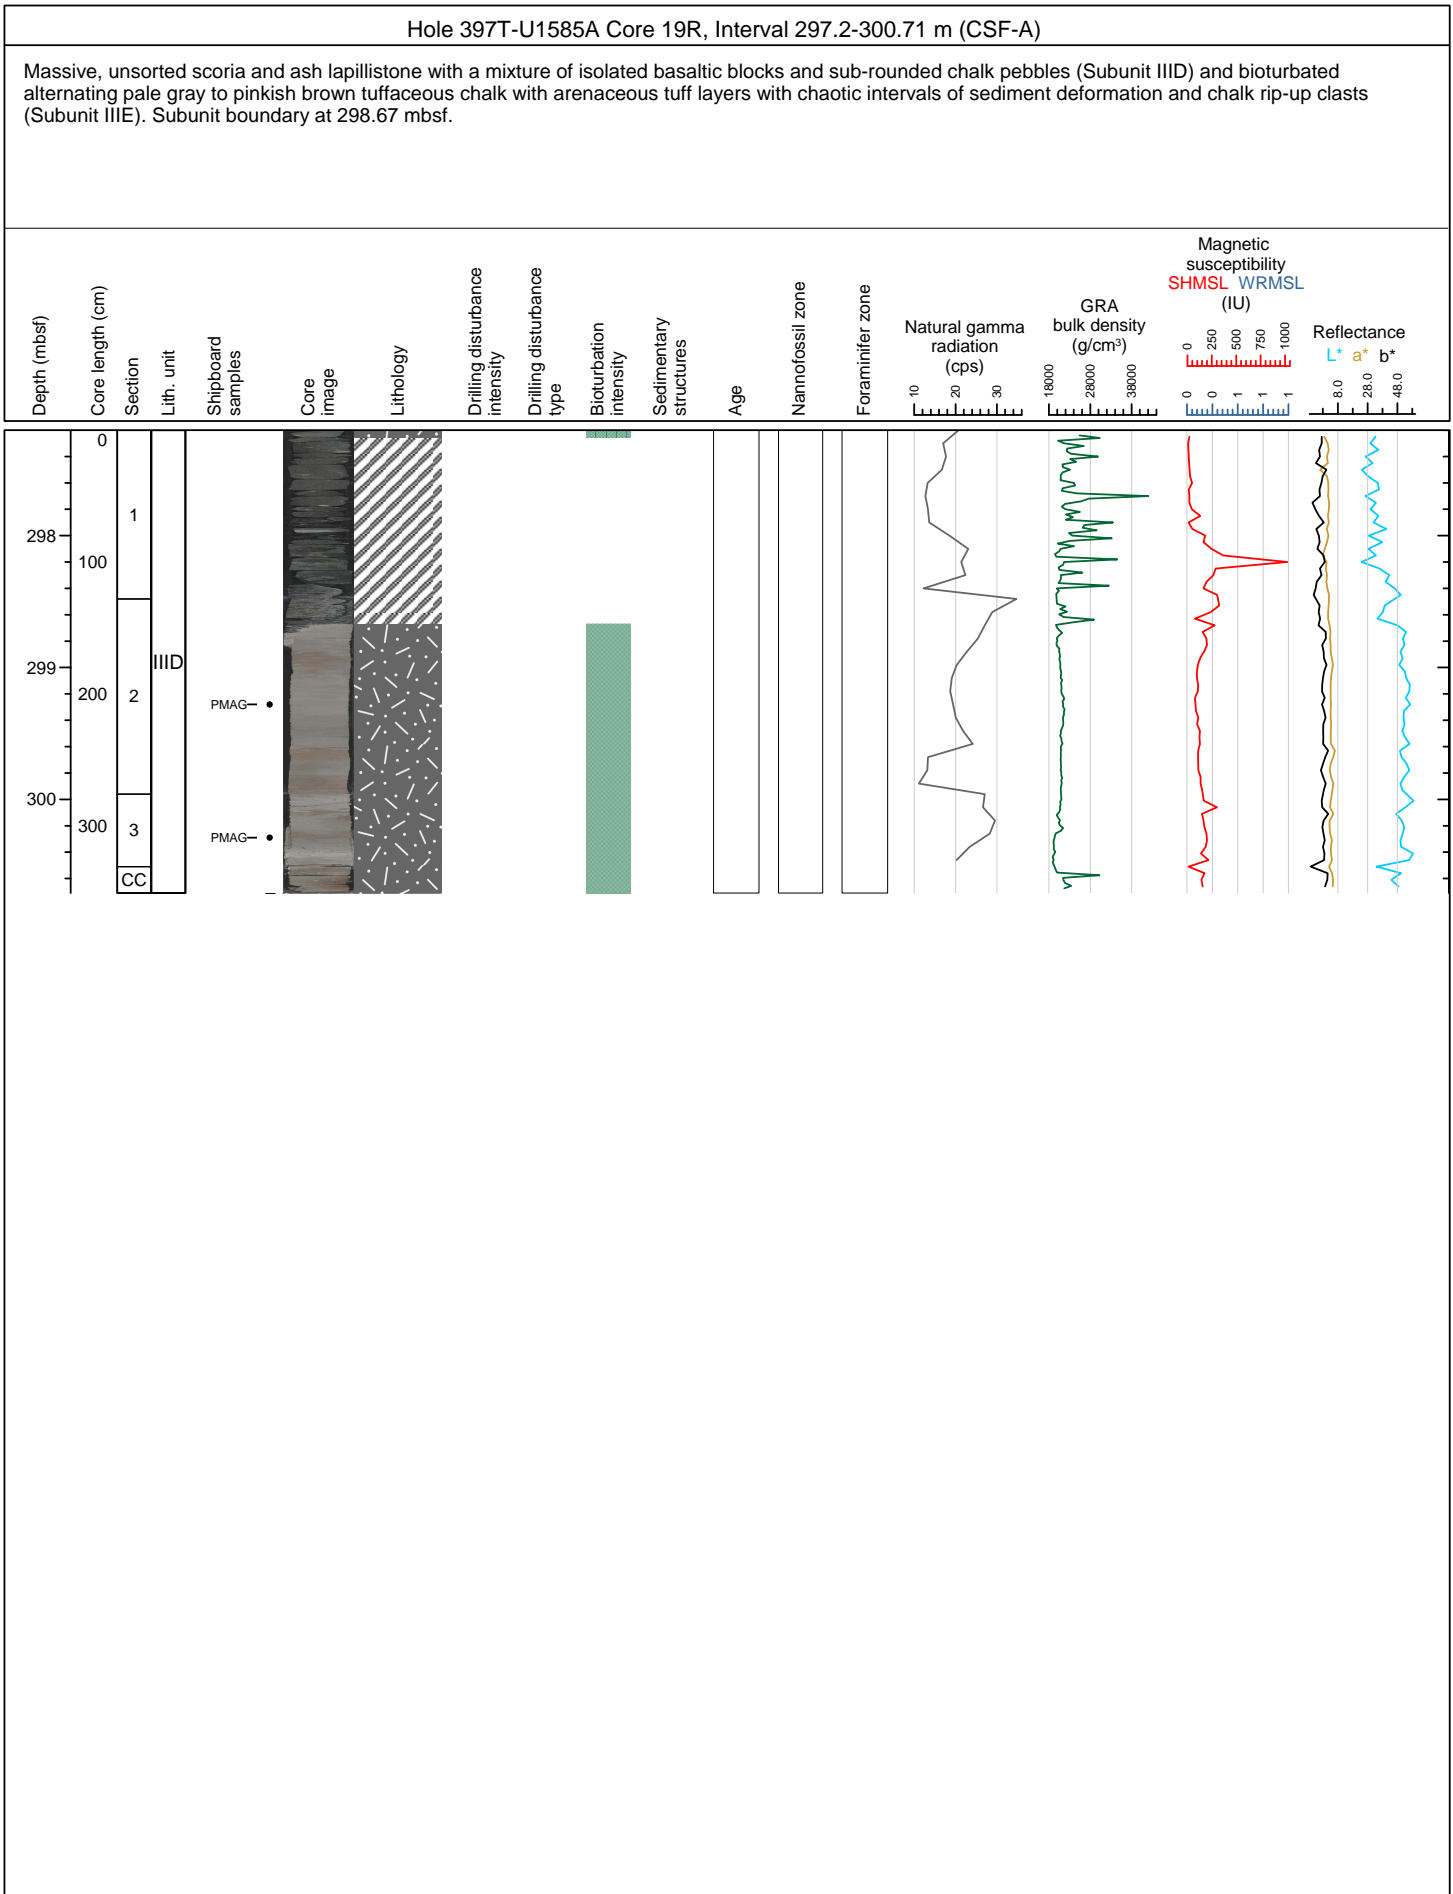 Hole 397T-U1585A Core 19R, Interval 297.2-300.71 m (CSF-A)
Massive, unsorted scoria and ash lapillistone with a mixture of isolated basaltic blocks and sub-rounded chalk pebbles (Subunit IIID) and bioturbated
alternating pale gray to pinkish brown tuffaceous chalk with arenaceous tuff layers with chaotic intervals of sediment deformation and chalk rip-up clasts
(Subunit IIIE). Subunit boundary at 298.67 mbsf.
Depth (mbsf)
Core length (cm)
Section
Lith. unit
Shipboard
samples
Core
image
Lithology
Drilling disturbance
intensity
Drilling disturbance
type
Bioturbation
intensity
Sedimentary
structures
Age
Nannofossil zone
Foraminifer zone
Natural gamma
radiation
(cps)
10 20 30
GRA
bulk density
(g/cm³)
18000 28000 38000
Magnetic
susceptibility
SHMSL WRMSL
(IU)
0 250 500 750 1000
0 0 1 1 1
Reflectance
L* a* b*
8.0 28.0 48.0
0
1
298
100
IIID
299
200
2
PMAG
300
300
3
PMAG
CC